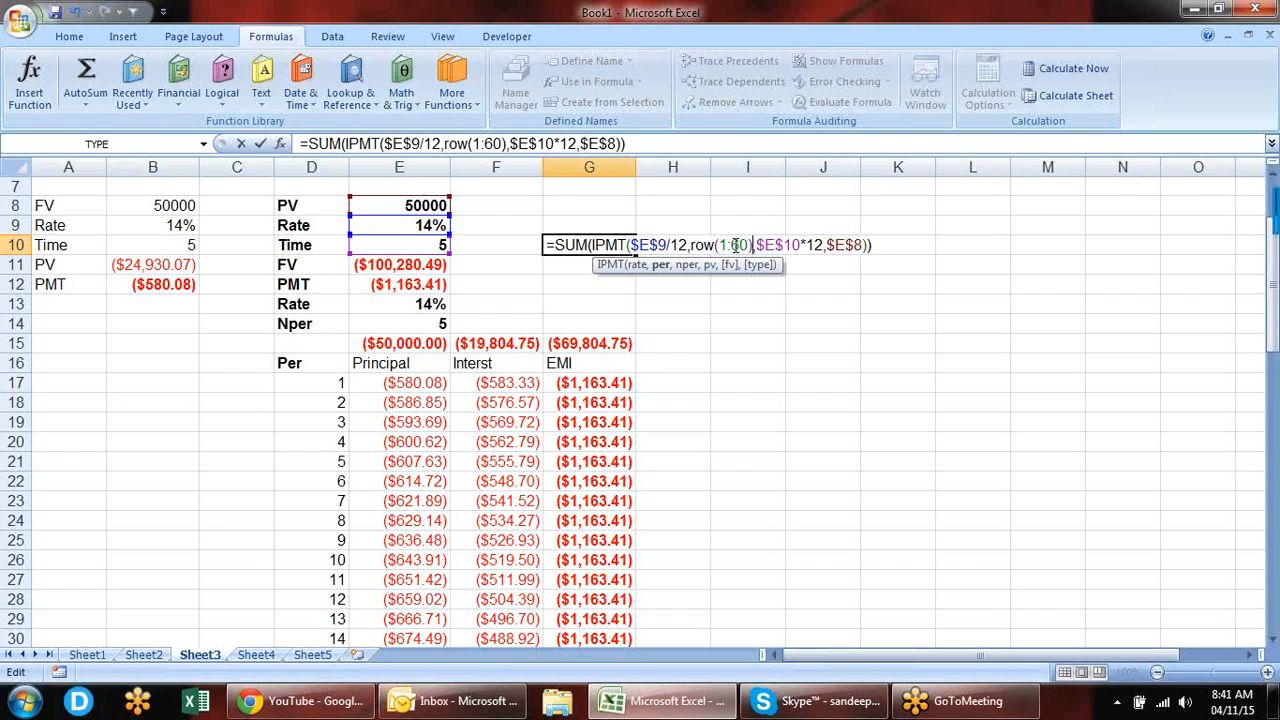 Book1 - Microsoft Excel
Home Insert Page Layout Formulas Data Review View Developer
Insert Function
AutoSum
Recently Used
Financial
Logical
Text
Date & Time
Lookup & Reference
Math & Trig
More Functions
Function Library
Name Manager
Define Name
Use in Formula
Create from Selection
Defined Names
Trace Precedents
Trace Dependents
Remove Arrows
Show Formulas
Error Checking
Evaluate Formula
Formula Auditing
Watch Window
Calculation Options
Calculate Now
Calculate Sheet
Calculation
TYPE =SUM(IPMT($E$9/12,row(1:60),$E$10*12,$E$8))
A B C D E F G H I J K L M N O
7
8 FV 50000 PV 50000
9 Rate 14% Rate 14%
10 Time 5 Time 5 =SUM(IPMT($E$9/12,row(1:60),$E$10*12,$E$8))
11 PV ($24,930.07) FV ($100,280.49) IPMT(rate, per, nper, pv, [fv], [type])
12 PMT ($580.08) PMT ($1,163.41)
13 Rate 14%
14 Nper 5
15 ($50,000.00) ($19,804.75) ($69,804.75)
16 Per Principal Interst EMI
17 1 ($580.08) ($583.33) ($1,163.41)
18 2 ($586.85) ($576.57) ($1,163.41)
19 3 ($593.69) ($569.72) ($1,163.41)
20 4 ($600.62) ($562.79) ($1,163.41)
21 5 ($607.63) ($555.79) ($1,163.41)
22 6 ($614.72) ($548.70) ($1,163.41)
23 7 ($621.89) ($541.52) ($1,163.41)
24 8 ($629.14) ($534.27) ($1,163.41)
25 9 ($636.48) ($526.93) ($1,163.41)
26 10 ($643.91) ($519.50) ($1,163.41)
27 11 ($651.42) ($511.99) ($1,163.41)
28 12 ($659.02) ($504.39) ($1,163.41)
29 13 ($666.71) ($496.70) ($1,163.41)
30 14 ($674.49) ($488.92) ($1,163.41)
Sheet1 Sheet2 Sheet3 Sheet4 Sheet5
Edit 100%
YouTube - Googl... Inbox - Microsoft ... Microsoft Excel - ... Skype™ - sandeep... GoToMeeting
8:41 AM
04/11/15